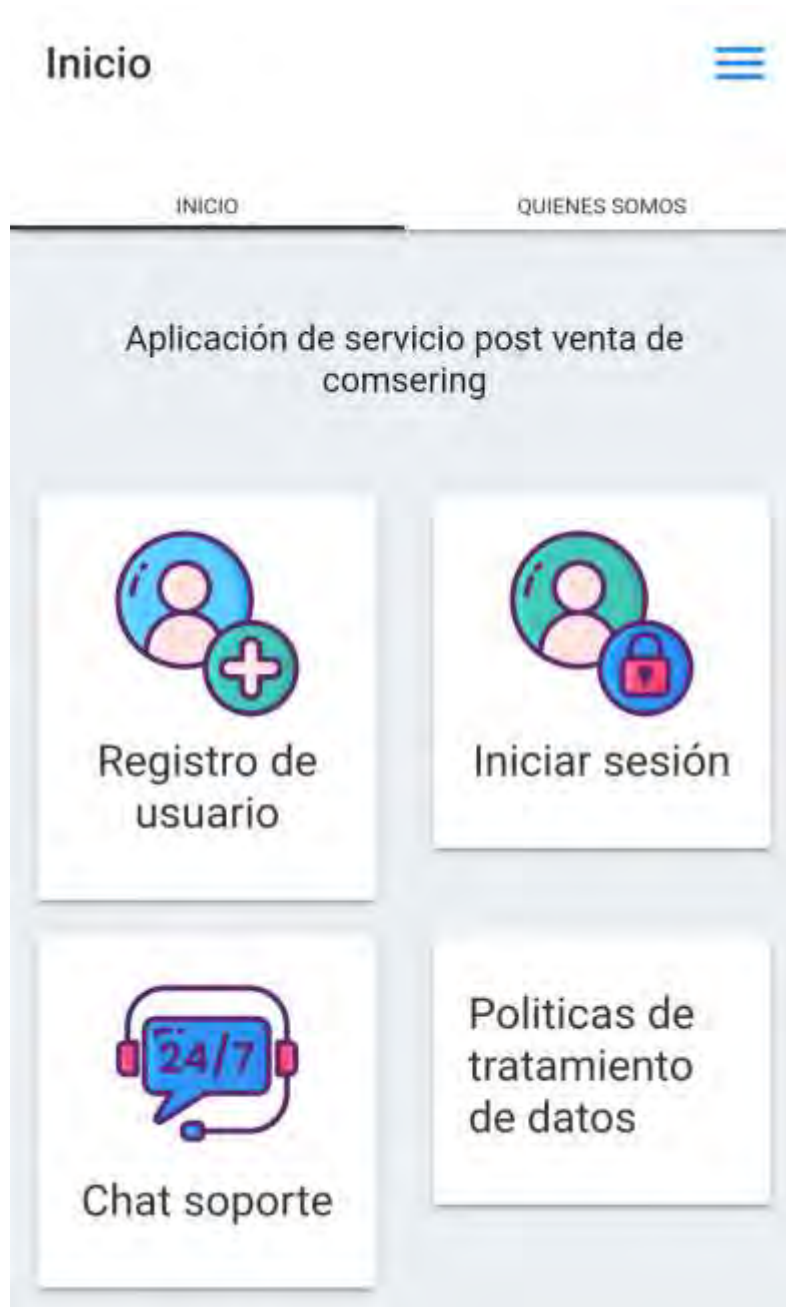 Inicio
INICIO
QUIENES SOMOS
Aplicación de servicio post venta de
comsering
Registro de
usuario
Iniciar sesión
24/7
Chat soporte
Politicas de
tratamiento
de datos